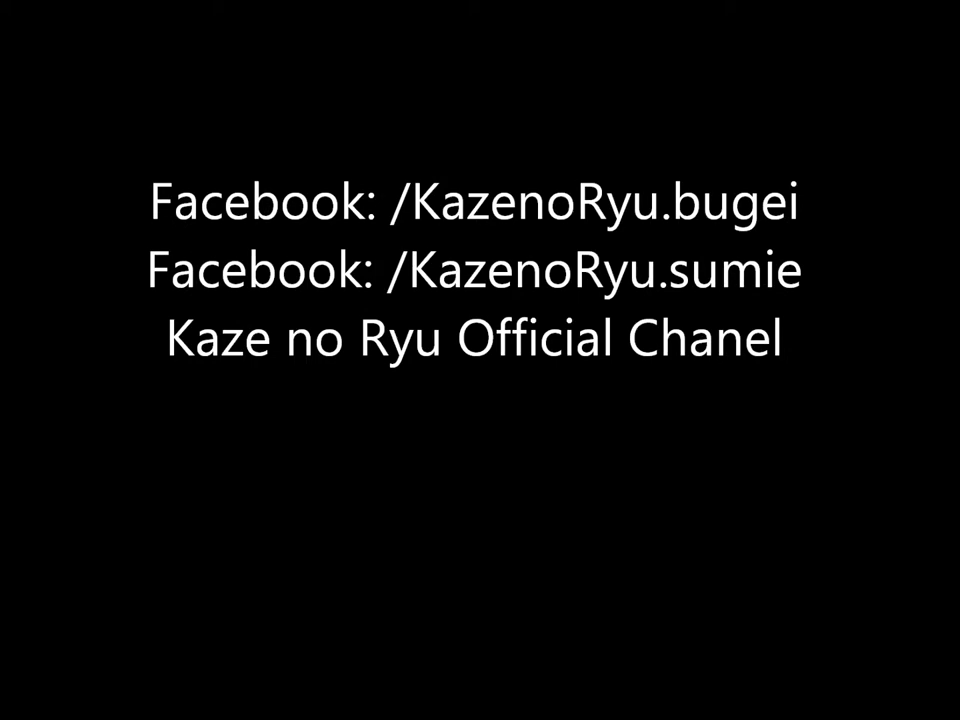 Facebook: /KazenoRyu.bugei
Facebook: /KazenoRyu.sumie
Kaze no Ryu Official Chanel